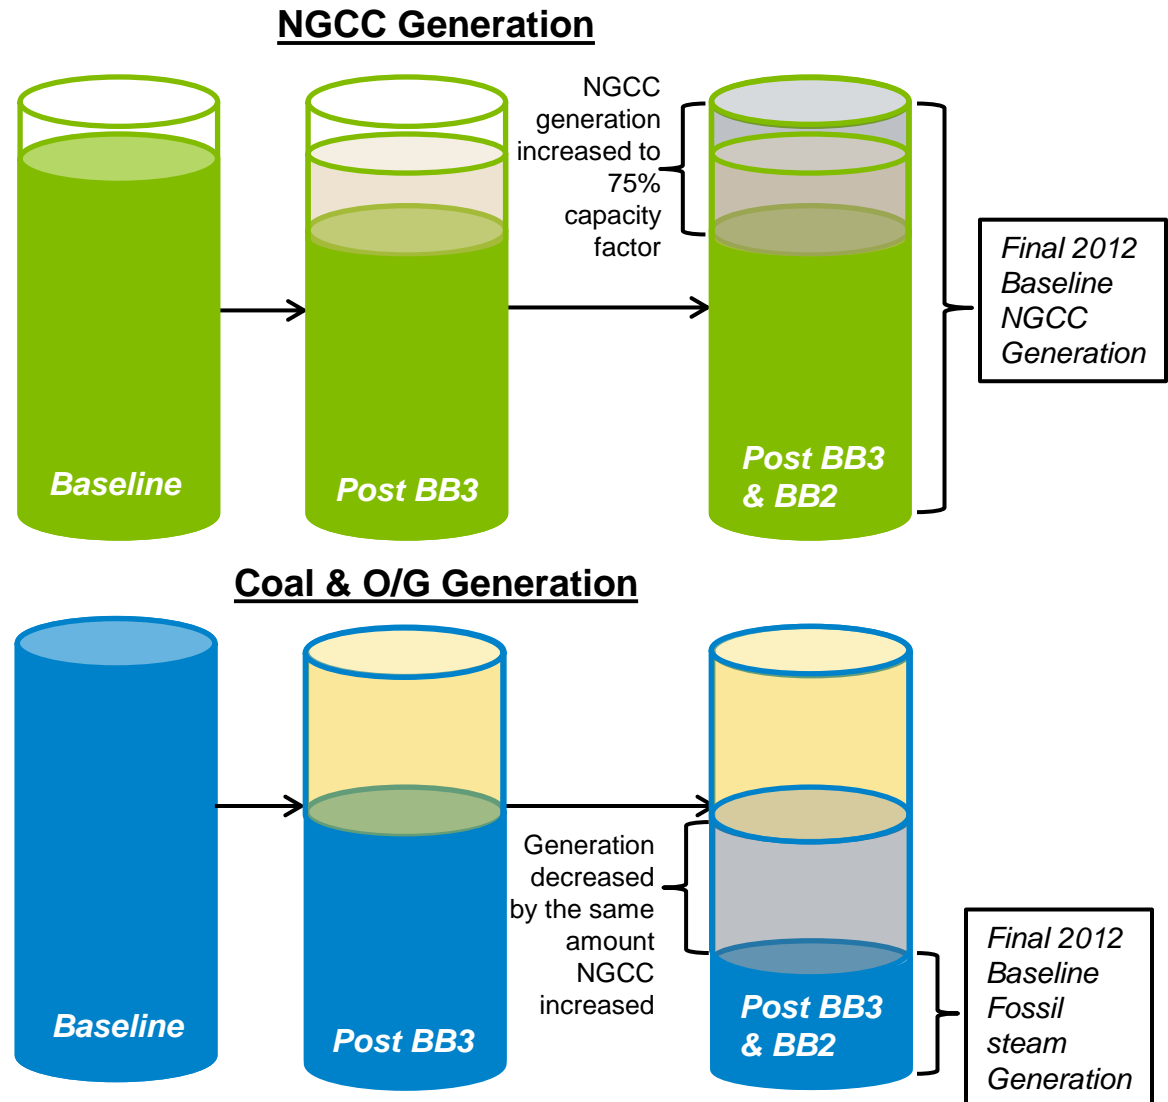 NGCC Generation
NGCC
generation
increased to
75%
capacity
factor
Final 2012
Baseline
NGCC
Generation
Baseline
Post BB3
Post BB3
& BB2
Coal & O/G Generation
Generation
decreased
by the same
amount
NGCC
increased
Final 2012
Baseline
Fossil
steam
Generation
Baseline
Post BB3
Post BB3
& BB2